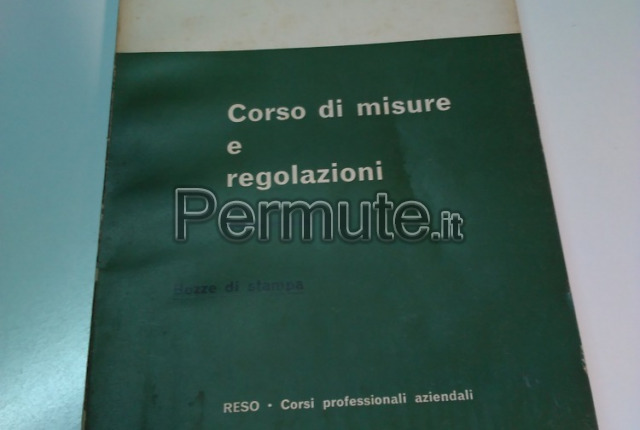 Corso di misure
e
regolazioni
Permute.it
Bozze di stampa
RESO • Corsi professionali aziendali